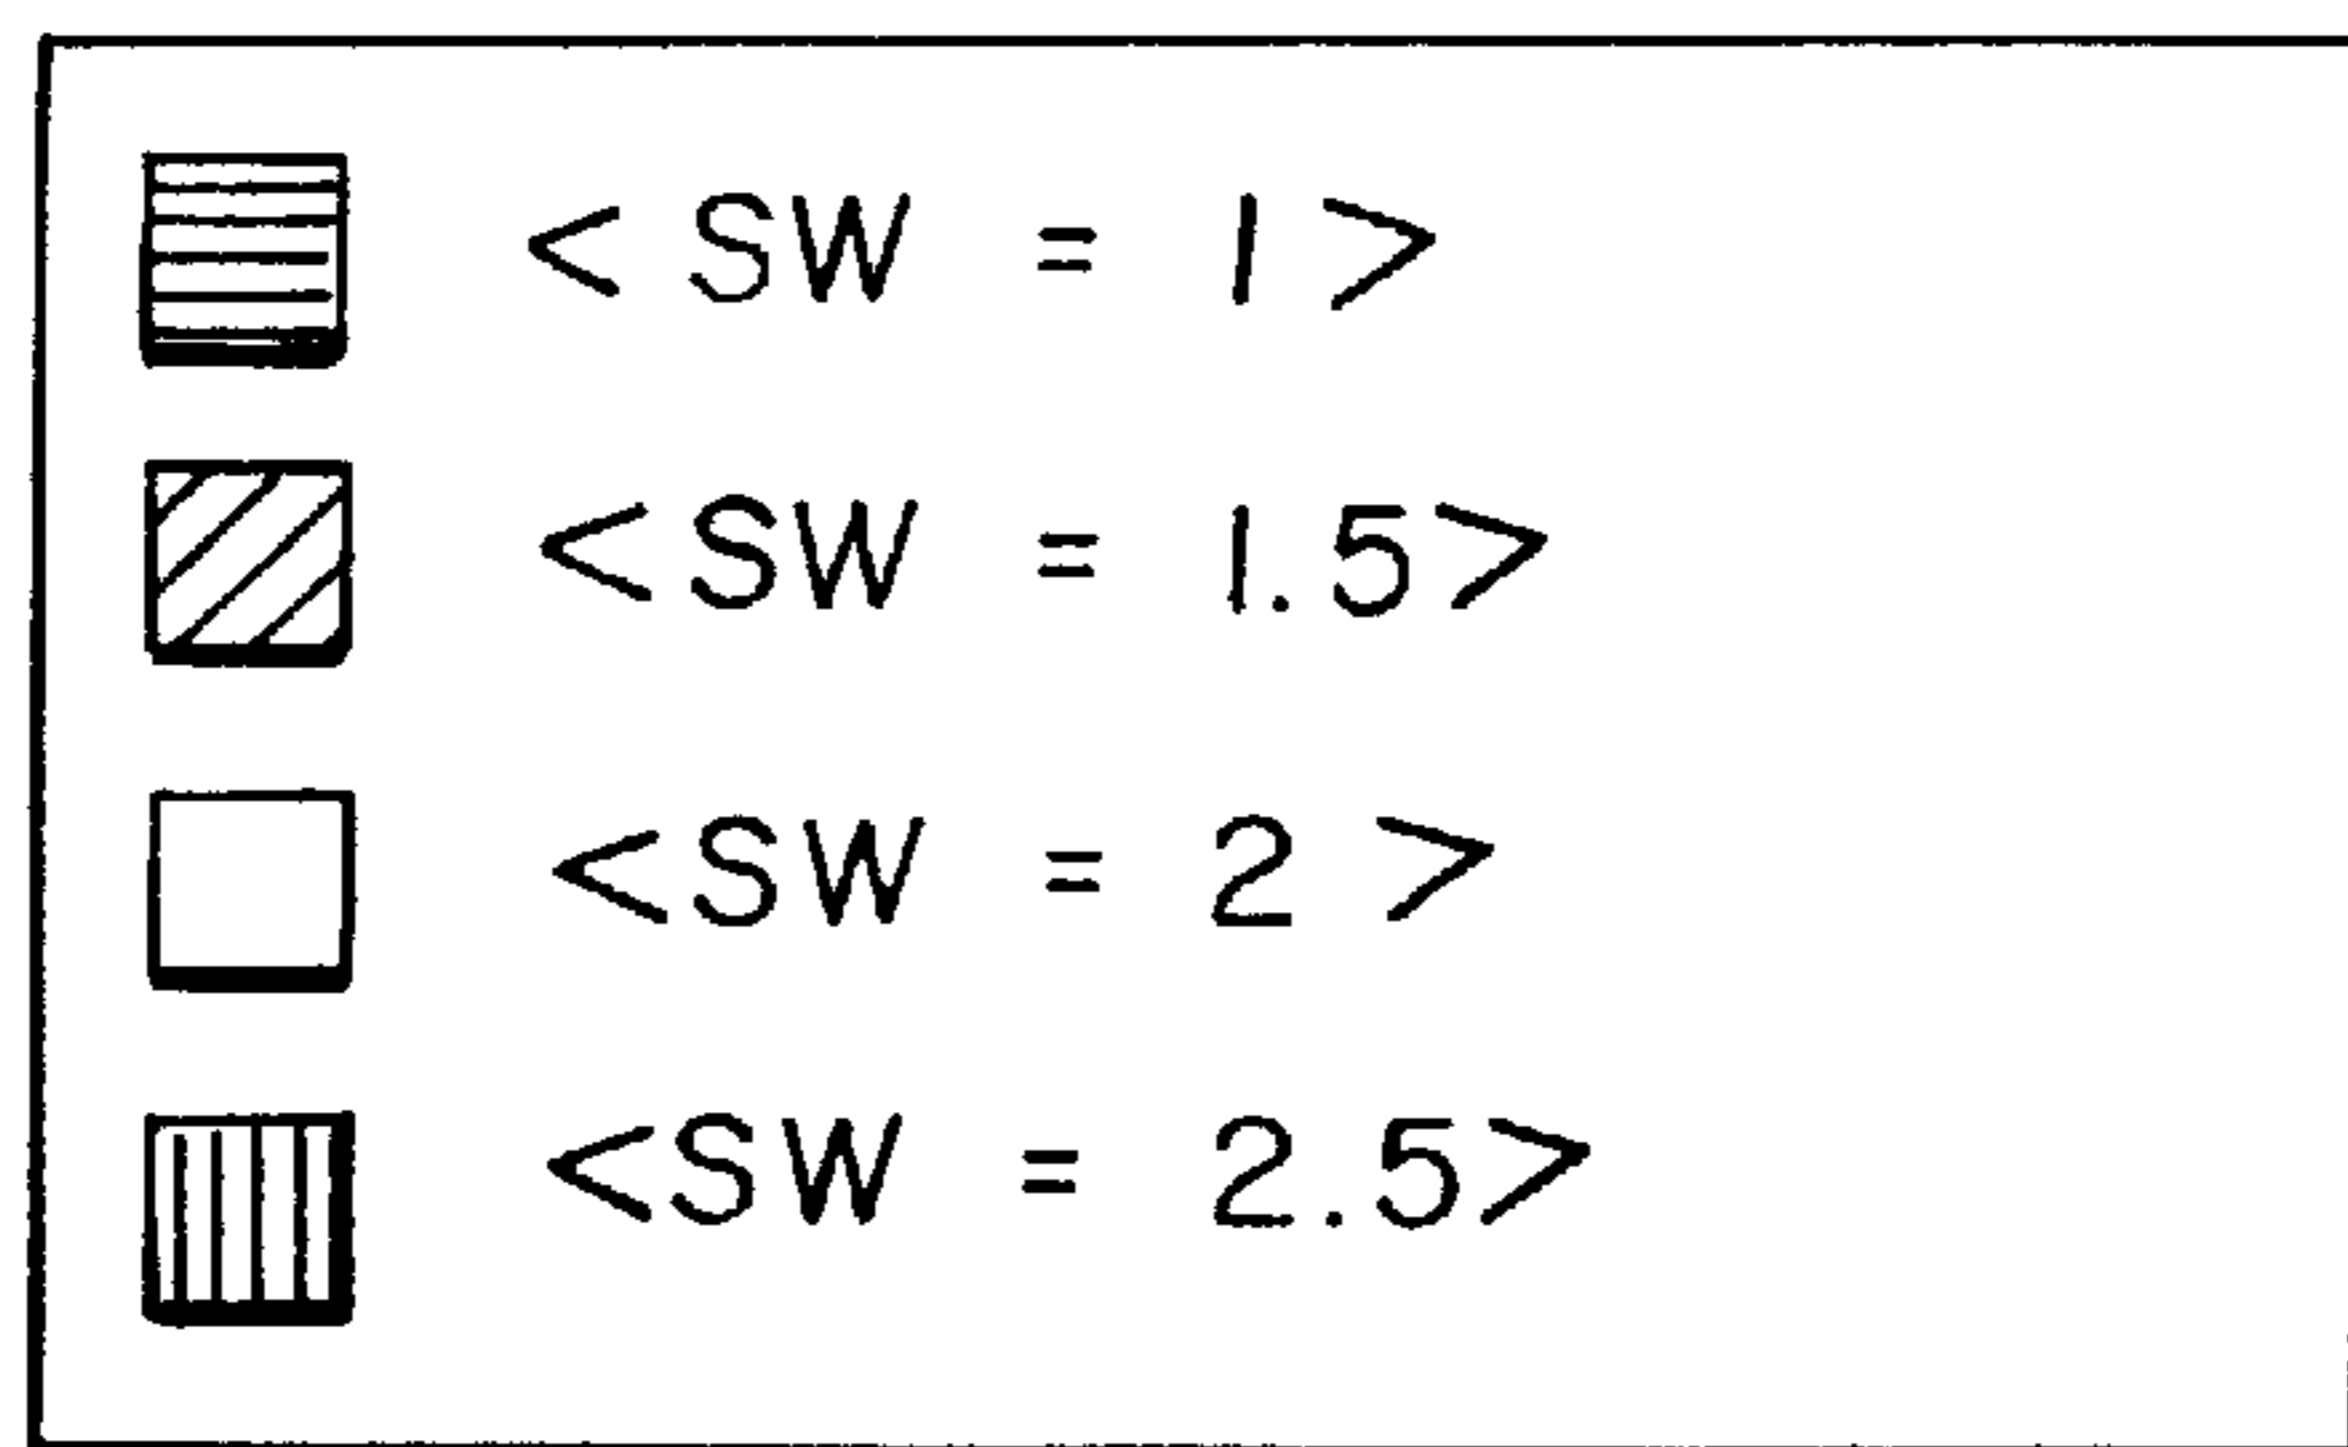 < SW = 1 >
<SW = 1.5>
<SW = 2 >
<SW = 2.5>